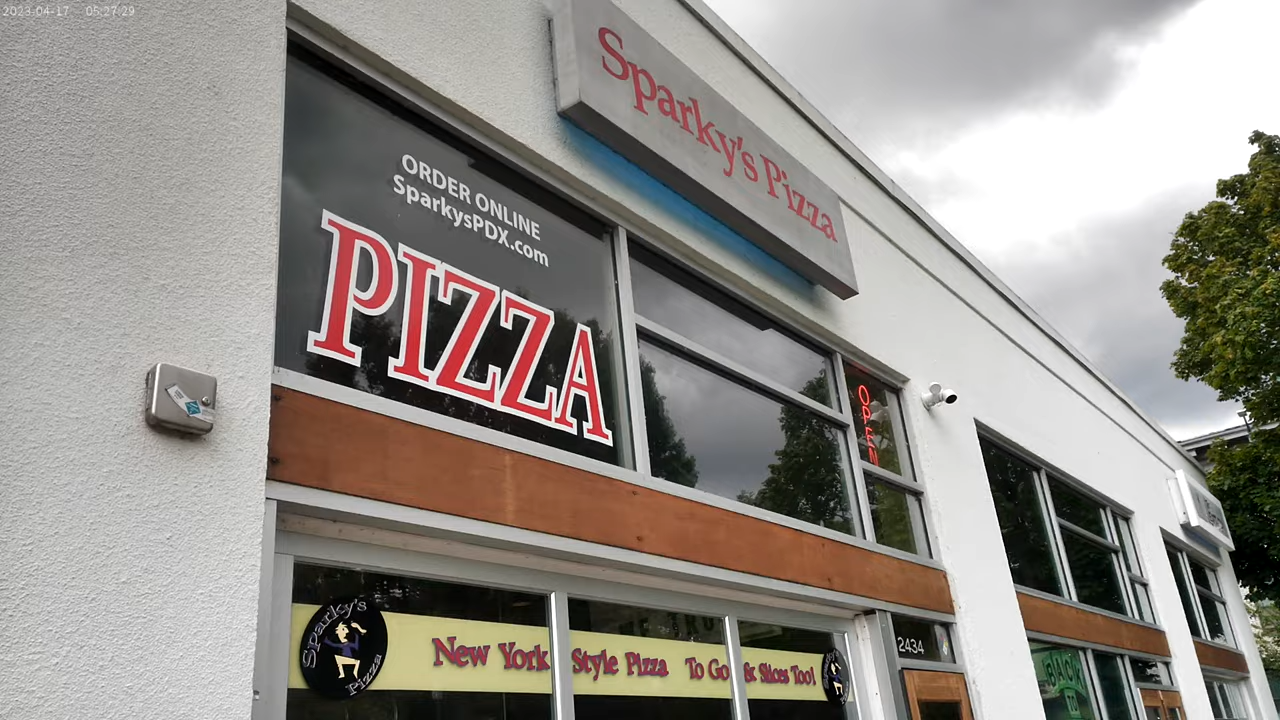 2023-04-17 05:27:29
Sparky's Pizza
ORDER ONLINE
SparkysPDX.com
PIZZA
OPEN
Sparky's
Pizza
New York Style Pizza To Go & Slices Too!
2434
BACK